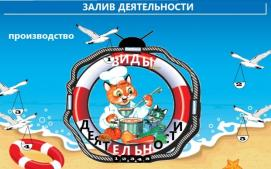 ЗАЛИВ ДЕЯТЕЛЬНОСТИ
производство
ВИДЫ
ДЕЯТЕЛЬНОСТИ